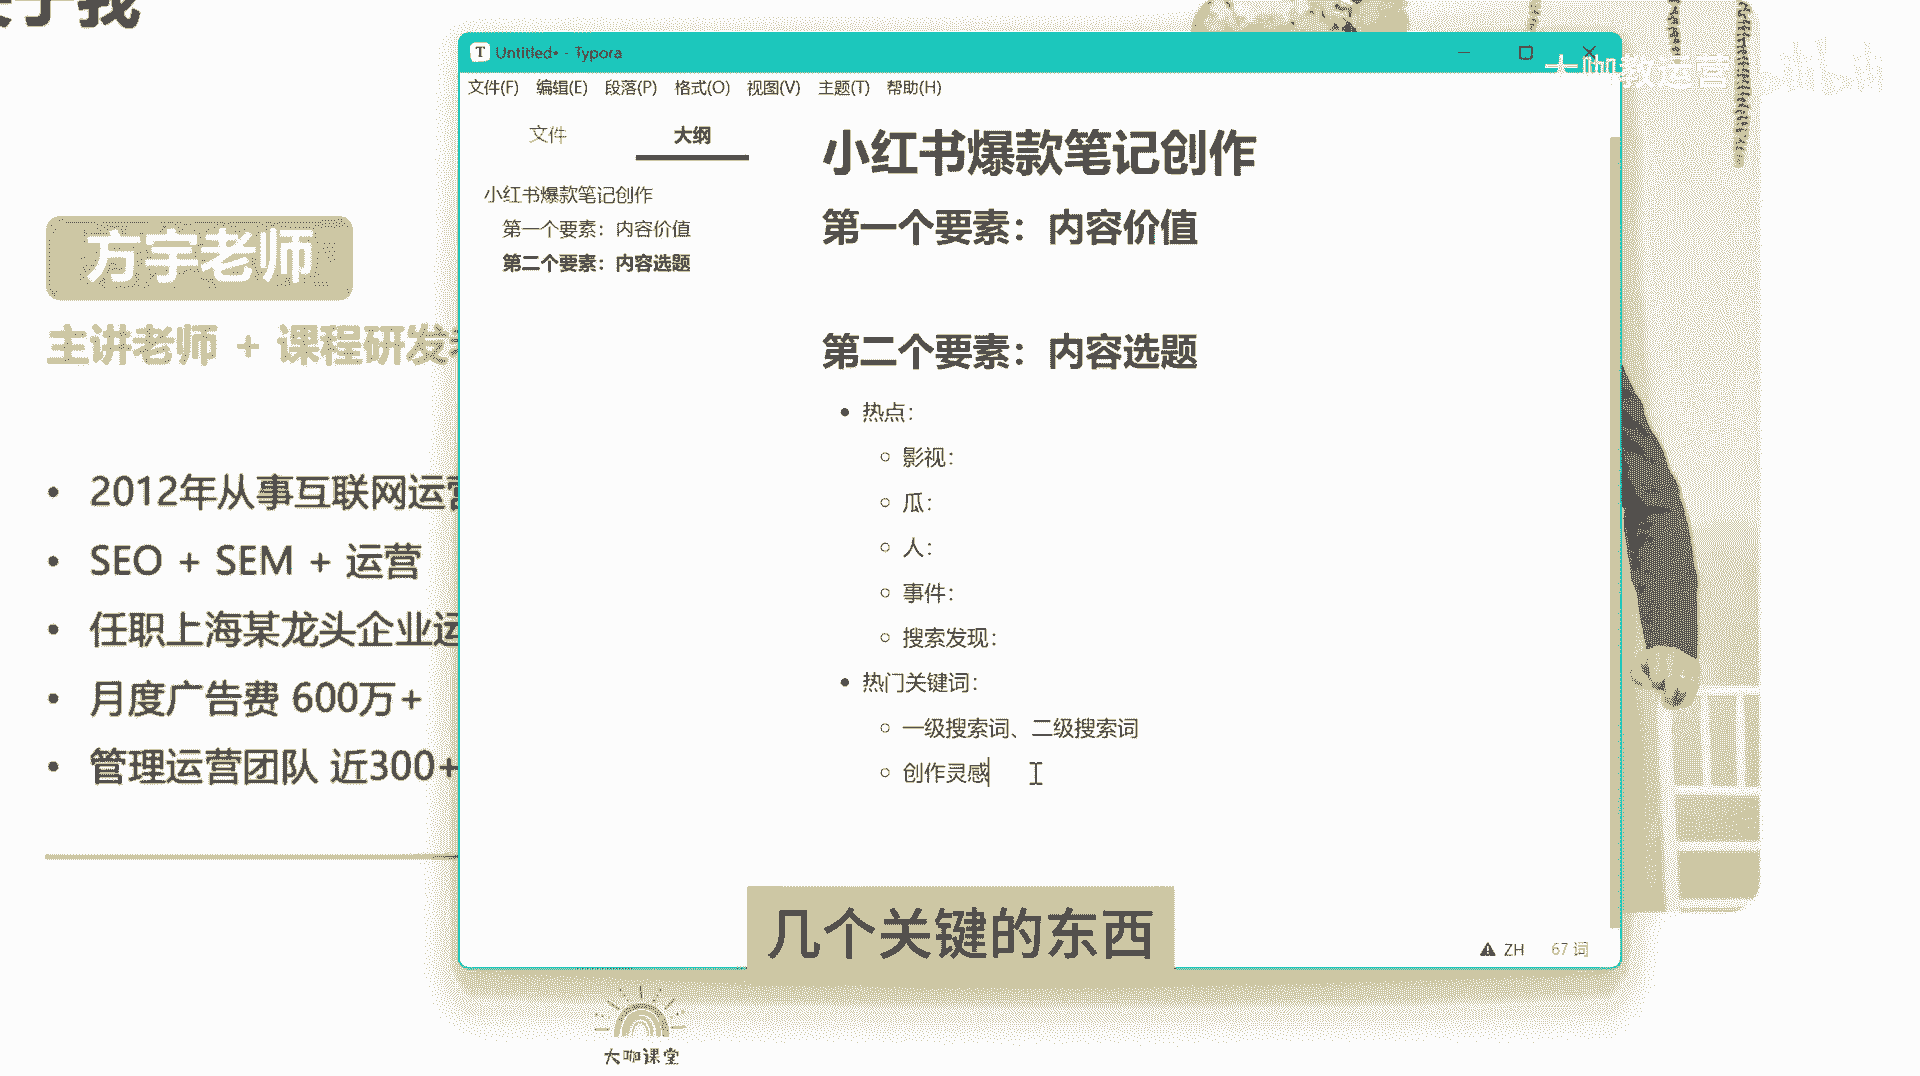 关于我
Untitled• - Typora
大咖教运营
文件(F) 编辑(E) 段落(P) 格式(O) 视图(V) 主题(T) 帮助(H)
文件 大纲
小红书爆款笔记创作
第一个要素：内容价值
第二个要素：内容选题
小红书爆款笔记创作
第一个要素：内容价值
第二个要素：内容选题
• 热点：
影视：
瓜：
人：
事件：
搜索发现：
• 热门关键词：
一级搜索词、二级搜索词
创作灵感
方宇老师
主讲老师 + 课程研发
• 2012年从事互联网运营
• SEO + SEM + 运营
• 任职上海某龙头企业运
• 月度广告费 600万+
• 管理运营团队 近300+
几个关键的东西
ZH 67 词
大咖课堂